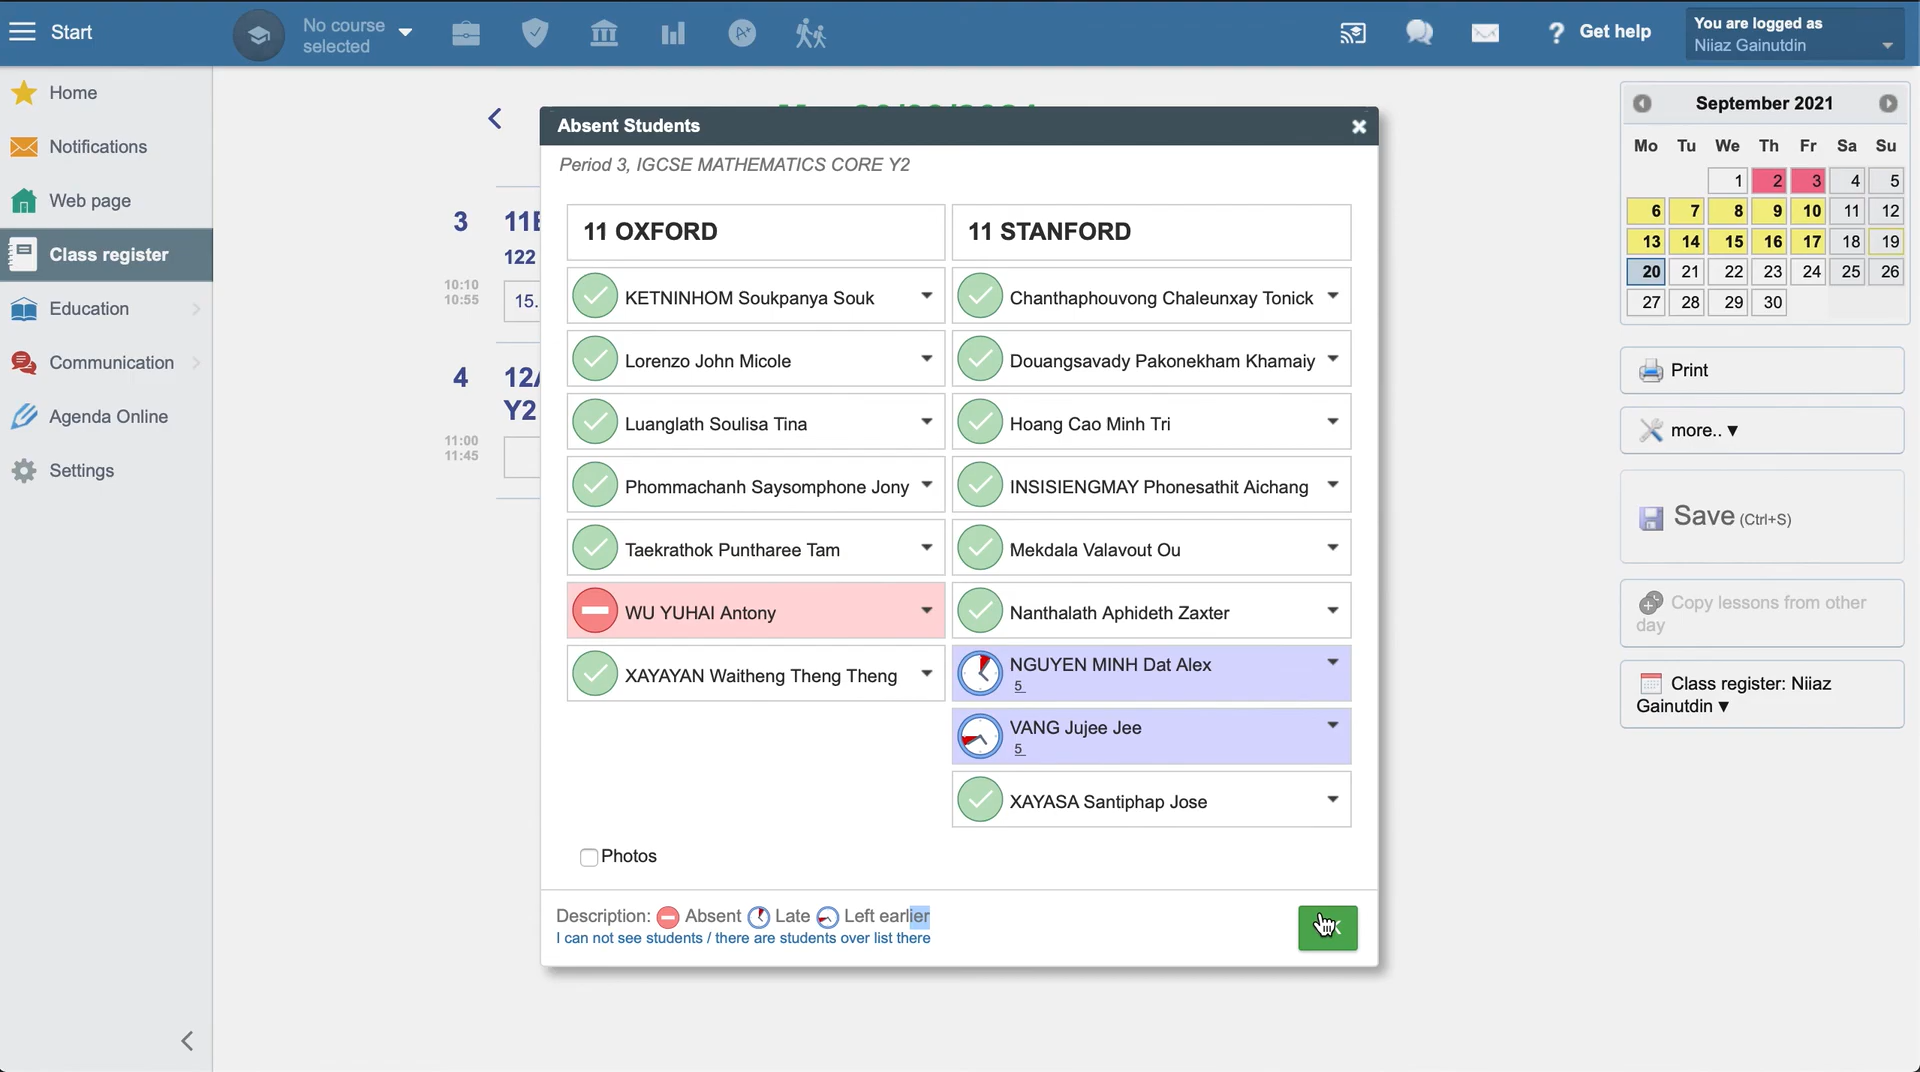 Start
No course
selected
Get help
You are logged as
Niiaz Gainutdin
Home
Notifications
Web page
Class register
Education
Communication
Agenda Online
Settings
3
11
122
10:10
10:55
15.
4
12
Y2
11:00
11:45
Absent Students
Period 3, IGCSE MATHEMATICS CORE Y2
11 OXFORD
KETNINHOM Soukpanya Souk
Lorenzo John Micole
Luanglath Soulisa Tina
Phommachanh Saysomphone Jony
Taekrathok Puntharee Tam
WU YUHAI Antony
XAYAYAN Waitheng Theng Theng
11 STANFORD
Chanthaphouvong Chaleunxay Tonick
Douangsavady Pakonekham Khamaiy
Hoang Cao Minh Tri
INSISIENGMAY Phonesathit Aichang
Mekdala Valavout Ou
Nanthalath Aphideth Zaxter
NGUYEN MINH Dat Alex
5
VANG Jujee Jee
5
XAYASA Santiphap Jose
Photos
Description: Absent Late Left earlier
I can not see students / there are students over list there
September 2021
Mo Tu We Th Fr Sa Su
1 2 3 4 5
6 7 8 9 10 11 12
13 14 15 16 17 18 19
20 21 22 23 24 25 26
27 28 29 30
Print
more.. ▼
Save (Ctrl+S)
Copy lessons from other
day
Class register: Niiaz
Gainutdin ▼